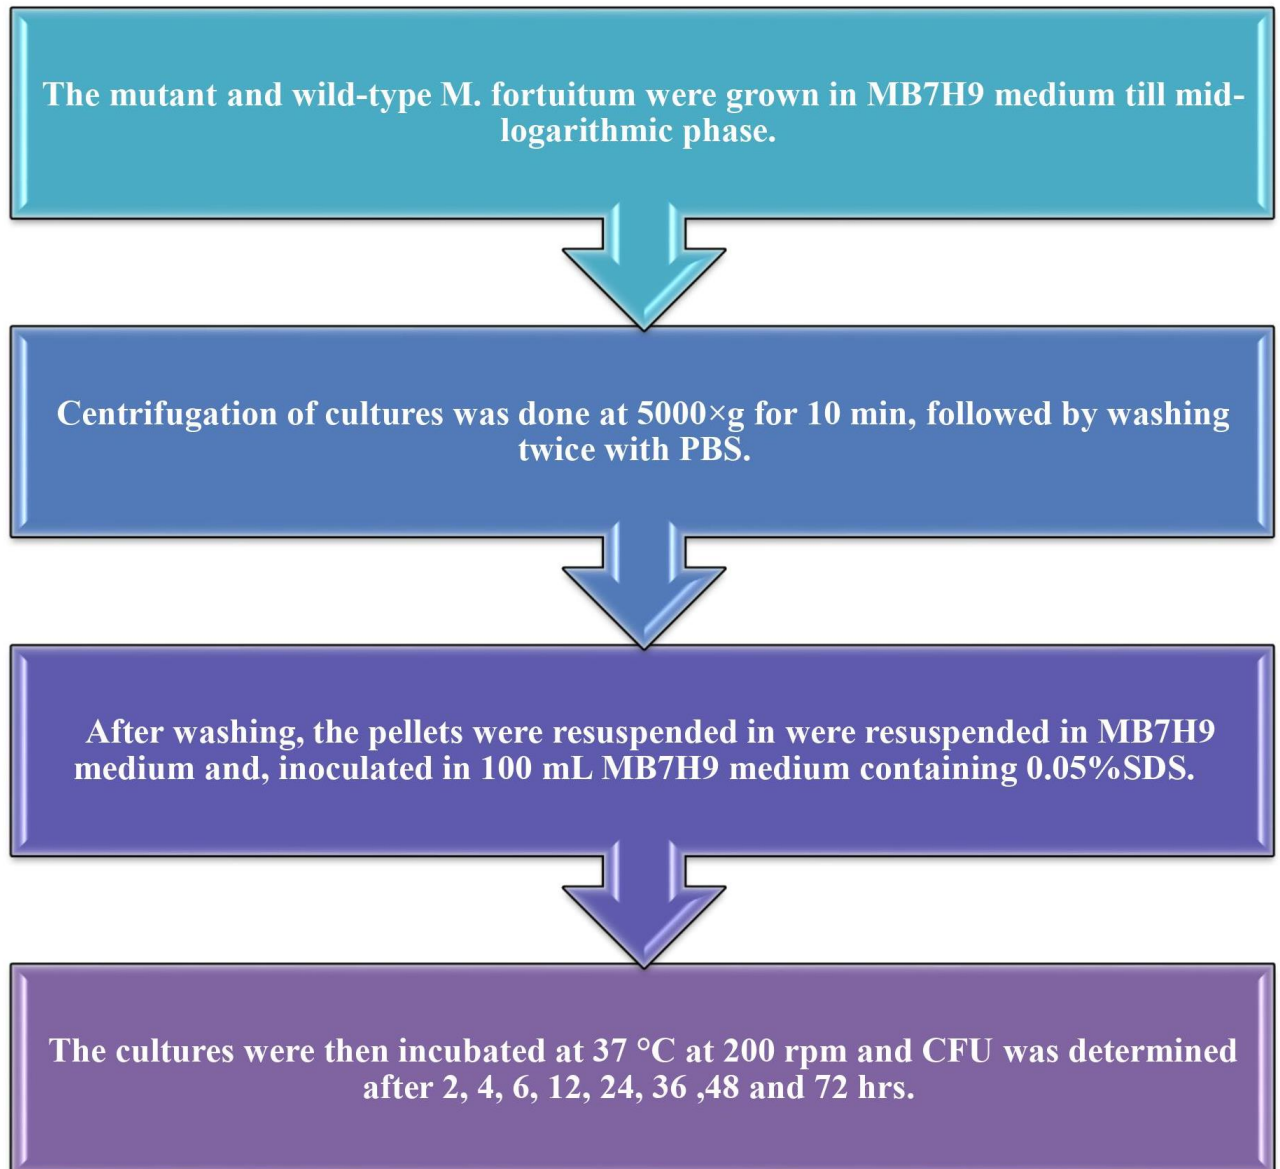 The mutant and wild-type M. fortuitum were grown in MB7H9 medium till mid-
logarithmic phase.
Centrifugation of cultures was done at 5000×g for 10 min, followed by washing
twice with PBS.
After washing, the pellets were resuspended in were resuspended in MB7H9
medium and, inoculated in 100 mL MB7H9 medium containing 0.05%SDS.
The cultures were then incubated at 37 °C at 200 rpm and CFU was determined
after 2, 4, 6, 12, 24, 36 ,48 and 72 hrs.